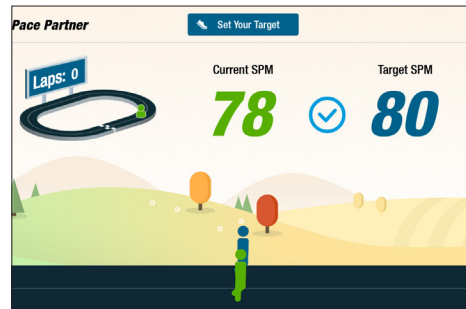 Pace Partner
Set Your Target
Laps: 0
Current SPM
Target SPM
78
80